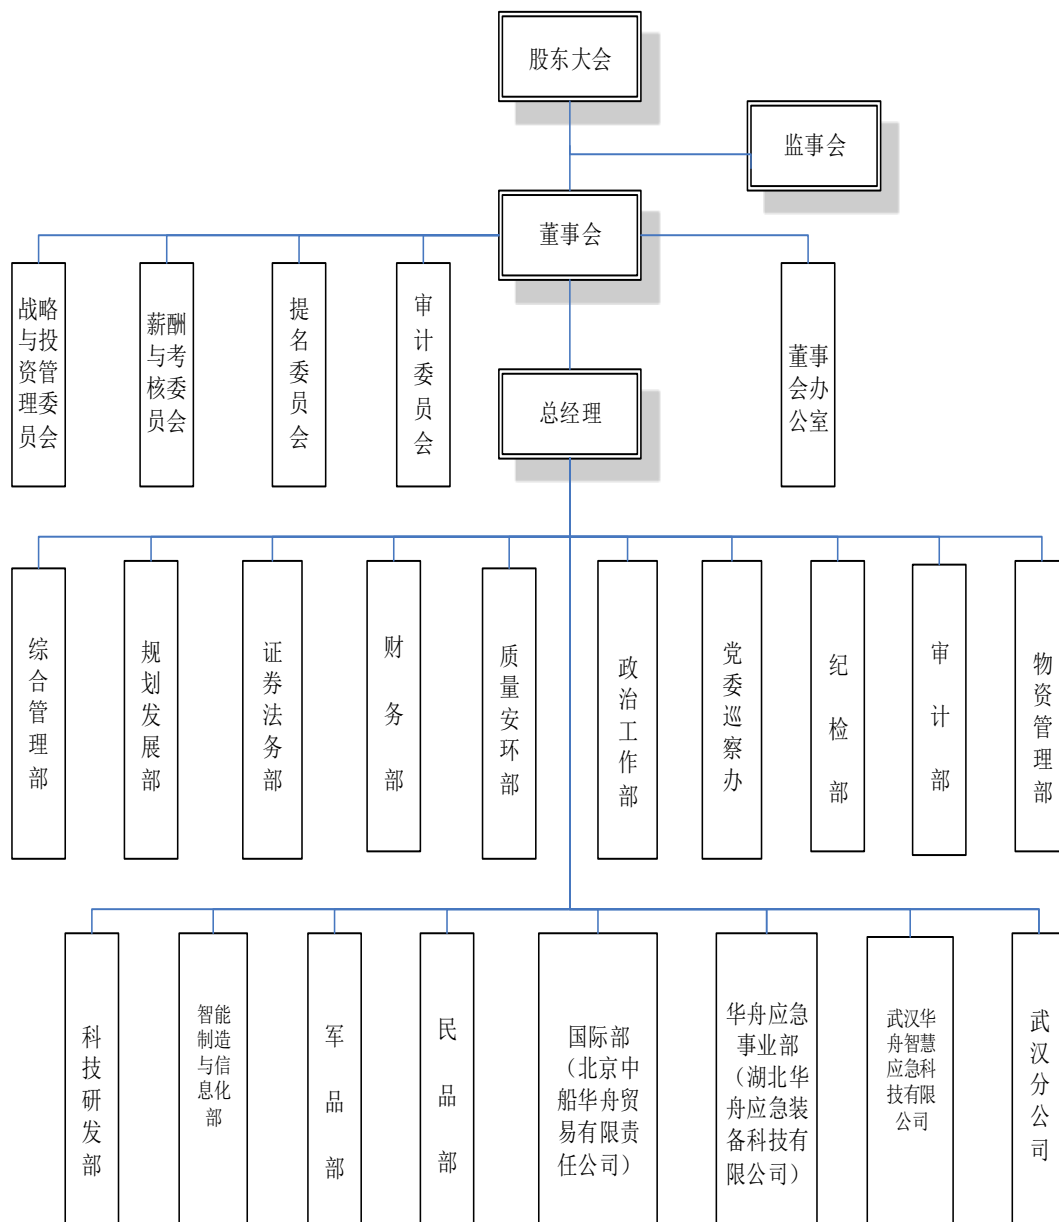 股东大会
监事会
董事会
战略
与投
资管
理委
员会
薪酬
与考
核委
员会
提名委员会
审计委员会
董事
会办
公室
总经理
综合管理部
规划发展部
证券法务部
财务部
质量安环部
政治工作部
党委巡察办
纪检部
审计部
物资管理部
科技研发部
智能
制造
与信
息化
部
军品部
民品部
国际部
（北京中
船华舟贸
易有限责
任公司）
华舟应急
事业部
（湖北华
舟应急装
备科技有
限公司）
武汉华
舟智慧
应急科
技有限
公司
武汉分公司